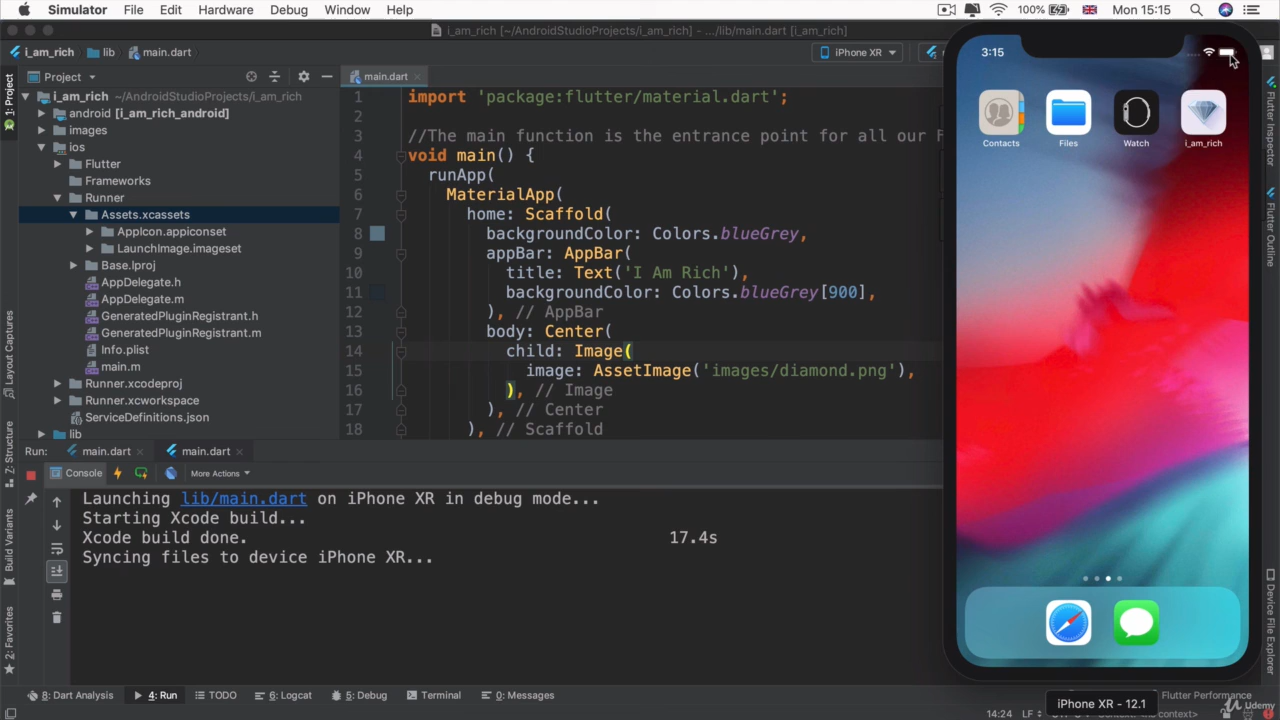 Simulator File Edit Hardware Debug Window Help 100% Mon 15:15
i_am_rich [~/AndroidStudioProjects/i_am_rich] - .../lib/main.dart [i_am_rich]
i_am_rich lib main.dart iPhone XR
Project main.dart
1: Project
i_am_rich ~/AndroidStudioProjects/i_am_rich
android [i_am_rich_android]
images
ios
Flutter
Frameworks
Runner
Assets.xcassets
AppIcon.appiconset
LaunchImage.imageset
Base.lproj
AppDelegate.h
AppDelegate.m
GeneratedPluginRegistrant.h
GeneratedPluginRegistrant.m
Info.plist
main.m
Runner.xcodeproj
Runner.xcworkspace
ServiceDefinitions.json
lib
1 import 'package:flutter/material.dart';
2
3 //The main function is the entrance point for all our
4 void main() {
5 runApp(
6 MaterialApp(
7 home: Scaffold(
8 backgroundColor: Colors.blueGrey,
9 appBar: AppBar(
10 title: Text('I Am Rich'),
11 backgroundColor: Colors.blueGrey[900],
12 ), // AppBar
13 body: Center(
14 child: Image(
15 image: AssetImage('images/diamond.png'),
16 ), // Image
17 ), // Center
18 ), // Scaffold
Layout Captures
Z: Structure
Build Variants
2: Favorites
Run: main.dart main.dart
Console More Actions
Launching lib/main.dart on iPhone XR in debug mode...
Starting Xcode build...
Xcode build done. 17.4s
Syncing files to device iPhone XR...
3:15
Contacts Files Watch i_am_rich
Flutter Inspector
Flutter Outline
Device File Explorer
8: Dart Analysis 4: Run TODO 6: Logcat 5: Debug Terminal 0: Messages Flutter Performance
iPhone XR - 12.1
14:24 LF
Udemy